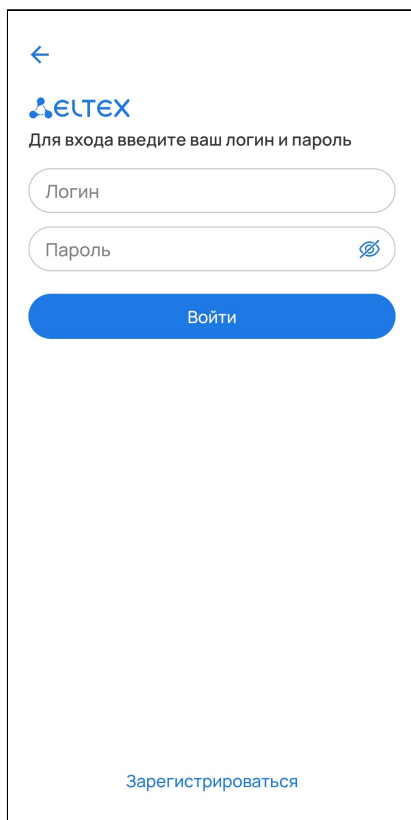 ELTEX
Для входа введите ваш логин и пароль
Логин
Пароль
Войти
Зарегистрироваться